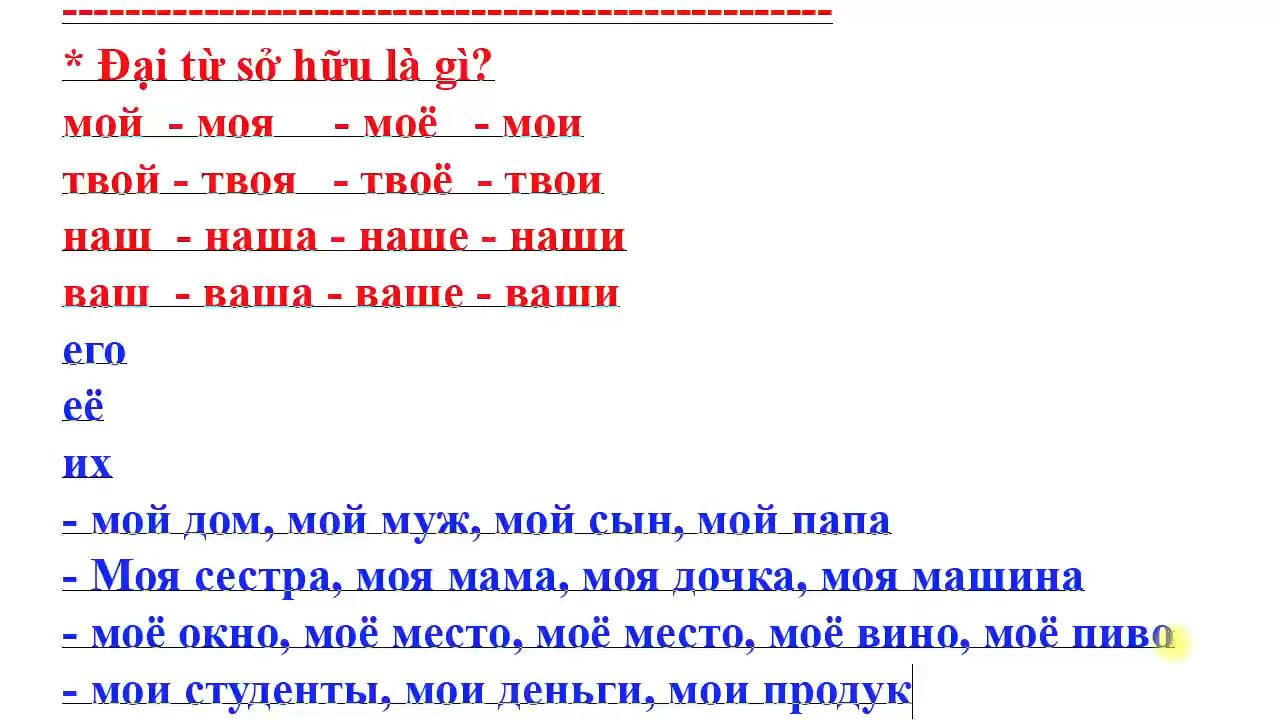 * Đại từ sở hữu là gì?
мой - моя - моё - мои
твой - твоя - твоё - твои
наш - наша - наше - наши
ваш - ваша - ваше - ваши
его
её
их
- мой дом, мой муж, мой сын, мой папа
- Моя сестра, моя мама, моя дочка, моя машина
- моё окно, моё место, моё место, моё вино, моё пиво
- мои студенты, мои деньги, мои продук